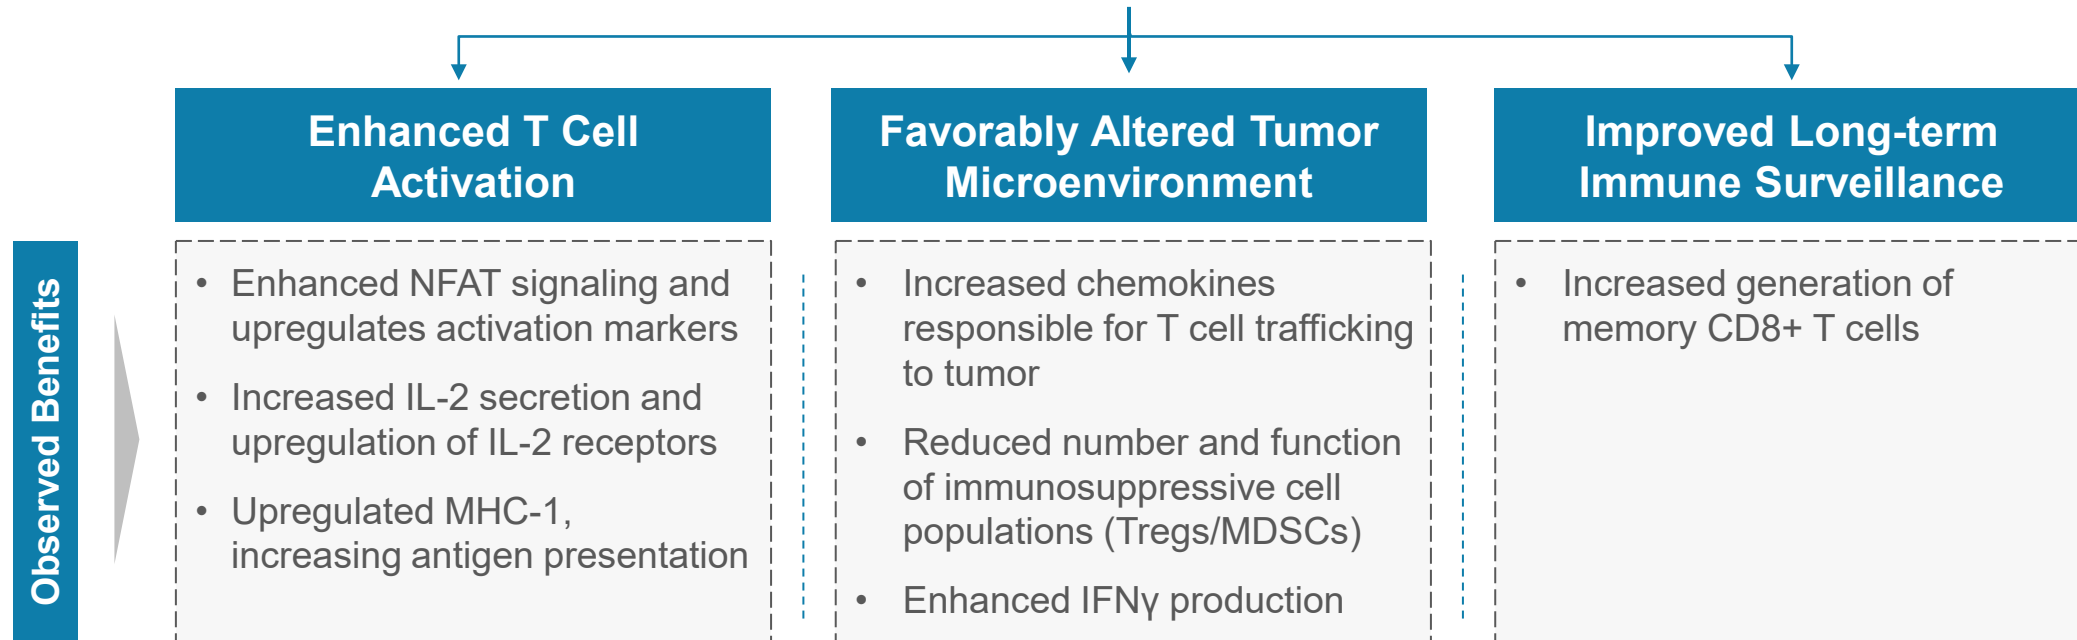 Enhanced T Cell
Activation
Favorably Altered Tumor
Microenvironment
Improved Long-term
Immune Surveillance
Observed Benefits
• Enhanced NFAT signaling and
upregulates activation markers
• Increased IL-2 secretion and
upregulation of IL-2 receptors
• Upregulated MHC-1,
increasing antigen presentation
• Increased chemokines
responsible for T cell trafficking
to tumor
• Reduced number and function
of immunosuppressive cell
populations (Tregs/MDSCs)
• Enhanced IFNγ production
• Increased generation of
memory CD8+ T cells